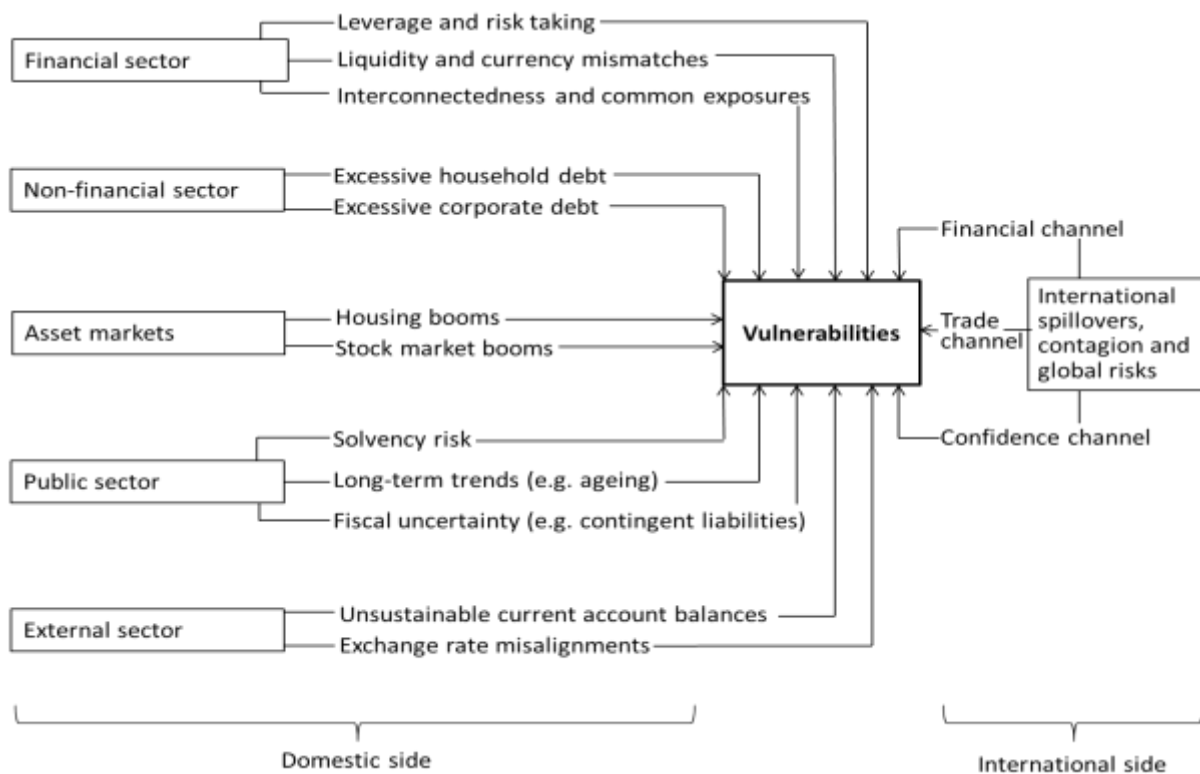 Financial sector
Leverage and risk taking
Liquidity and currency mismatches
Interconnectedness and common exposures
Non-financial sector
Excessive household debt
Excessive corporate debt
Asset markets
Housing booms
Stock market booms
Public sector
Solvency risk
Long-term trends (e.g. ageing)
Fiscal uncertainty (e.g. contingent liabilities)
External sector
Unsustainable current account balances
Exchange rate misalignments
Vulnerabilities
Financial channel
Trade
channel
Confidence channel
International
spillovers,
contagion and
global risks
Domestic side
International side